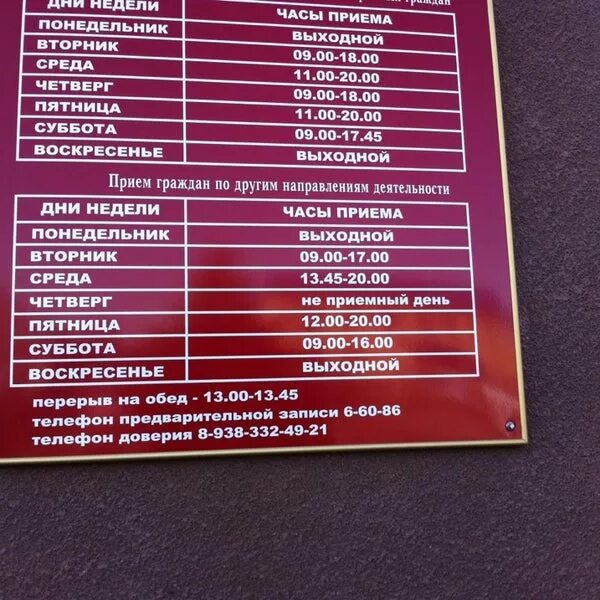 граждан
ДНИ НЕДЕЛИ ЧАСЫ ПРИЕМА
ПОНЕДЕЛЬНИК ВЫХОДНОЙ
ВТОРНИК 09.00-18.00
СРЕДА 11.00-20.00
ЧЕТВЕРГ 09.00-18.00
ПЯТНИЦА 11.00-20.00
СУББОТА 09.00-17.45
ВОСКРЕСЕНЬЕ ВЫХОДНОЙ
Прием граждан по другим направлениям деятельности
ДНИ НЕДЕЛИ ЧАСЫ ПРИЕМА
ПОНЕДЕЛЬНИК ВЫХОДНОЙ
ВТОРНИК 09.00-17.00
СРЕДА 13.45-20.00
ЧЕТВЕРГ не приемный день
ПЯТНИЦА 12.00-20.00
СУББОТА 09.00-16.00
ВОСКРЕСЕНЬЕ ВЫХОДНОЙ
перерыв на обед - 13.00-13.45
телефон предварительной записи 6-60-86
телефон доверия 8-938-332-49-21